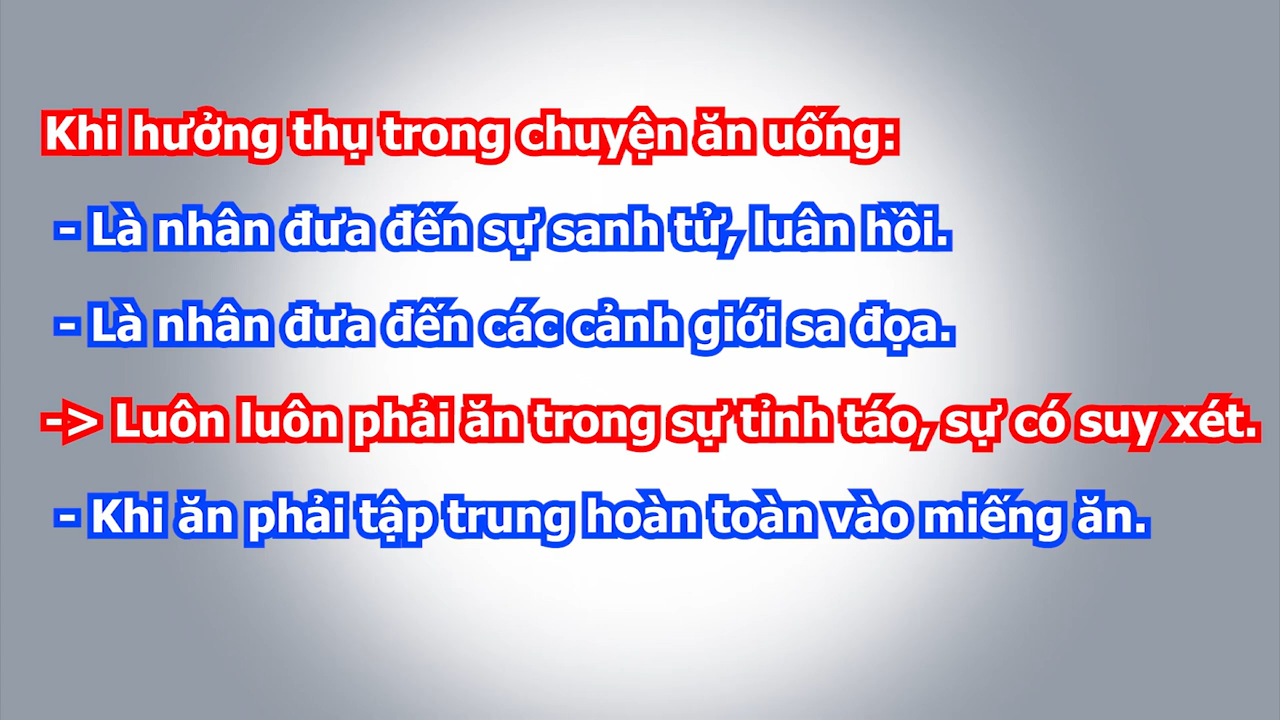 Khi hưởng thụ trong chuyện ăn uống:
- Là nhân đưa đến sự sanh tử, luân hồi.
- Là nhân đưa đến các cảnh giới sa đọa.
-> Luôn luôn phải ăn trong sự tỉnh táo, sự có suy xét.
- Khi ăn phải tập trung hoàn toàn vào miếng ăn.